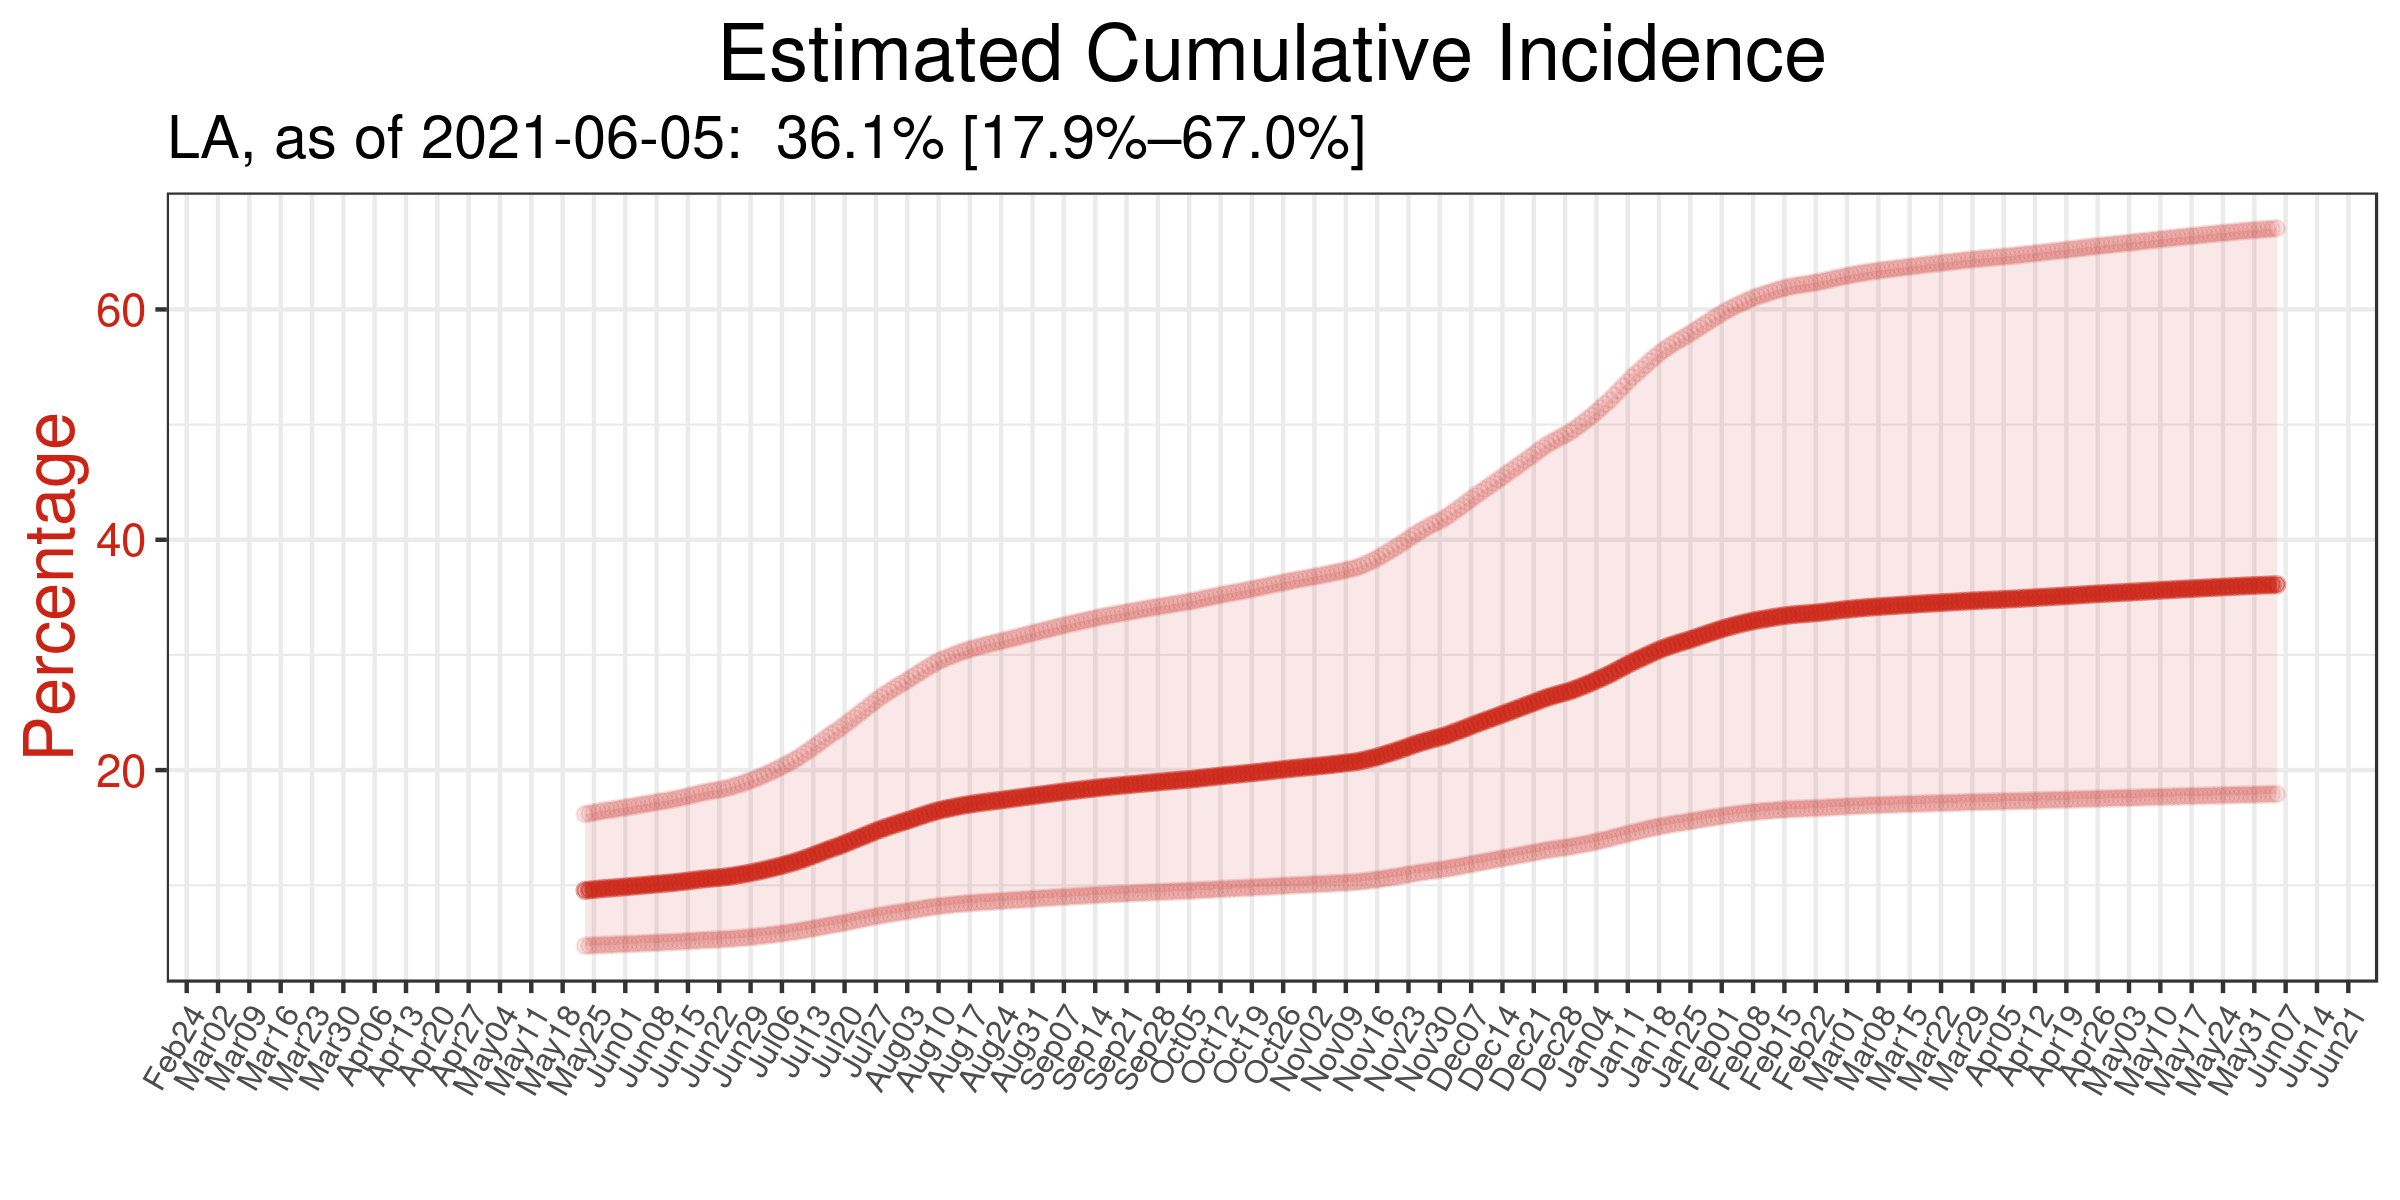 Estimated Cumulative Incidence
LA, as of 2021-06-05:  36.1% [17.9%–67.0%]
Percentage
60
40
20
Feb24
Mar02
Mar09
Mar16
Mar23
Mar30
Apr06
Apr13
Apr20
Apr27
May04
May11
May18
May25
Jun01
Jun08
Jun15
Jun22
Jun29
Jul06
Jul13
Jul20
Jul27
Aug03
Aug10
Aug17
Aug24
Aug31
Sep07
Sep14
Sep21
Sep28
Oct05
Oct12
Oct19
Oct26
Nov02
Nov09
Nov16
Nov23
Nov30
Dec07
Dec14
Dec21
Dec28
Jan04
Jan11
Jan18
Jan25
Feb01
Feb08
Feb15
Feb22
Mar01
Mar08
Mar15
Mar22
Mar29
Apr05
Apr12
Apr19
Apr26
May03
May10
May17
May24
May31
Jun07
Jun14
Jun21